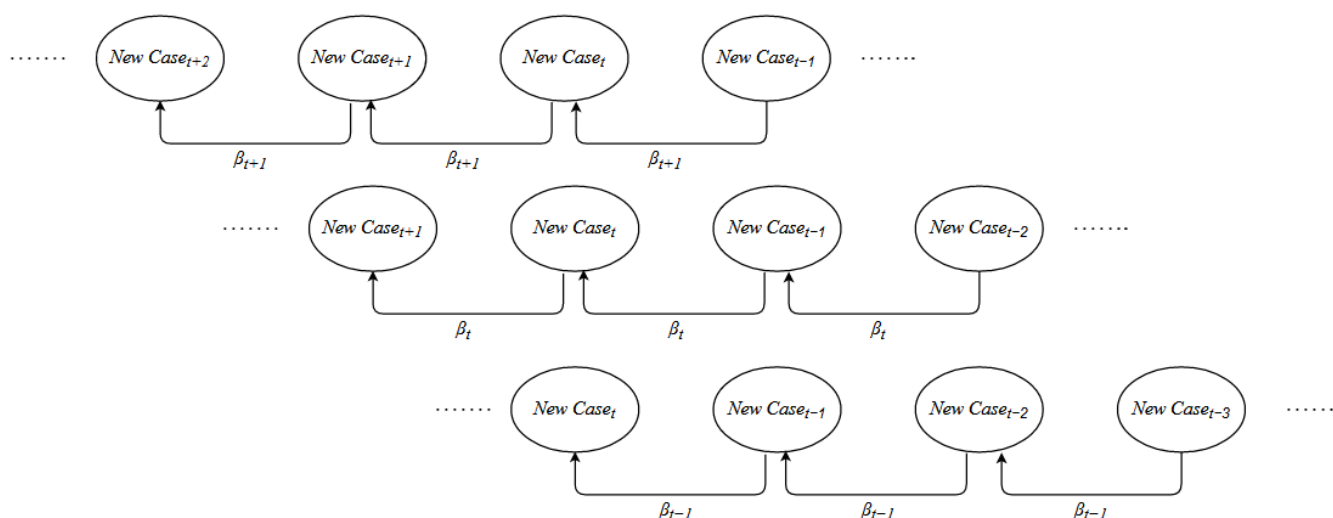 ....... New Case_{t+2} New Case_{t+1} New Case_t New Case_{t−1} .......
β_{t+1} β_{t+1} β_{t+1}
....... New Case_{t+1} New Case_t New Case_{t−1} New Case_{t−2} .......
β_t β_t β_t
....... New Case_t New Case_{t−1} New Case_{t−2} New Case_{t−3} ......
β_{t−1} β_{t−1} β_{t−1}